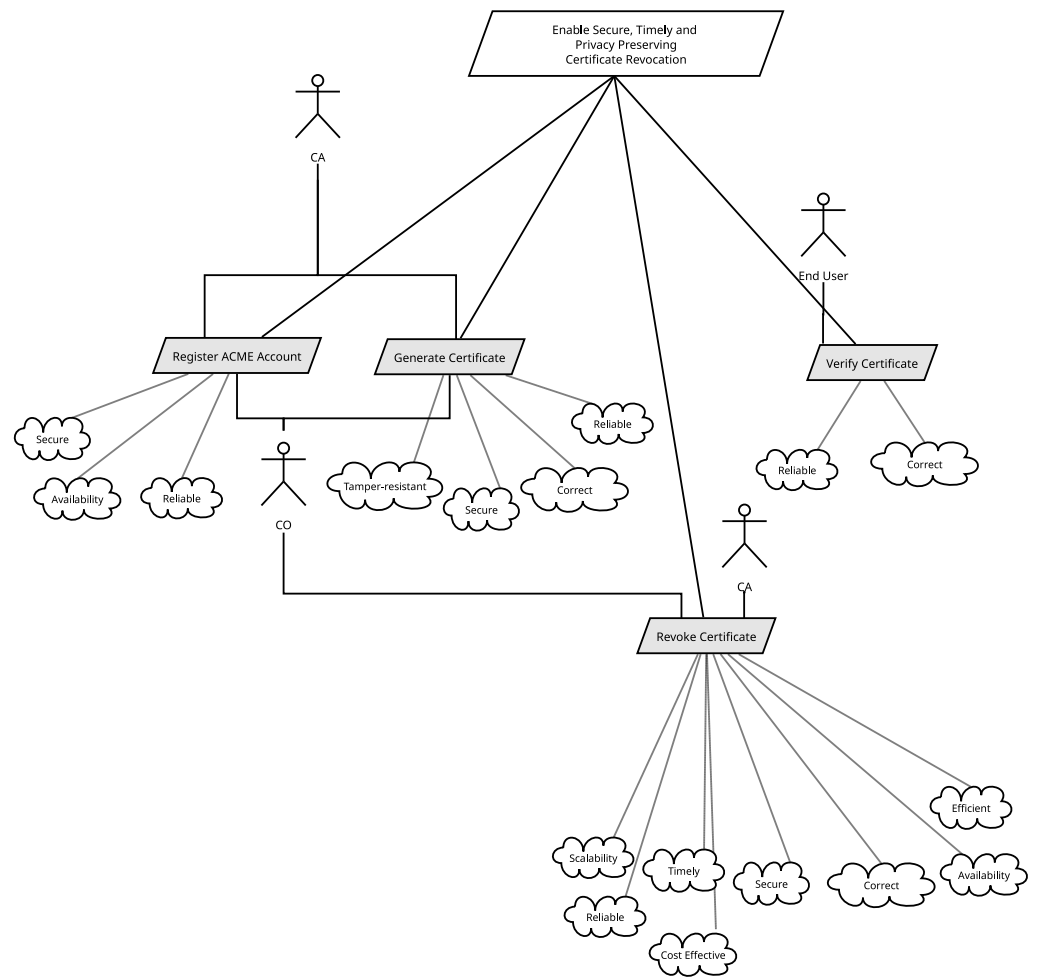 Enable Secure, Timely and
Privacy Preserving
Certificate Revocation
CA
End User
Register ACME Account
Generate Certificate
Verify Certificate
Secure
Availability
Reliable
CO
Tamper-resistant
Secure
Correct
Reliable
Reliable
Correct
CA
Revoke Certificate
Scalability
Reliable
Timely
Cost Effective
Secure
Correct
Availability
Efficient